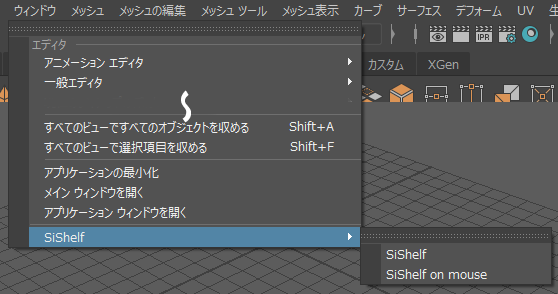 ウィンドウ メッシュ メッシュの編集 メッシュ ツール メッシュ表示 カーブ サーフェス デフォーム UV
IPR
カスタム XGen
エディタ
アニメーション エディタ
一般エディタ
すべてのビューですべてのオブジェクトを収める Shift+A
すべてのビューで選択項目を収める Shift+F
アプリケーションの最小化
メイン ウィンドウを開く
アプリケーション ウィンドウを開く
SiShelf
SiShelf
SiShelf on mouse